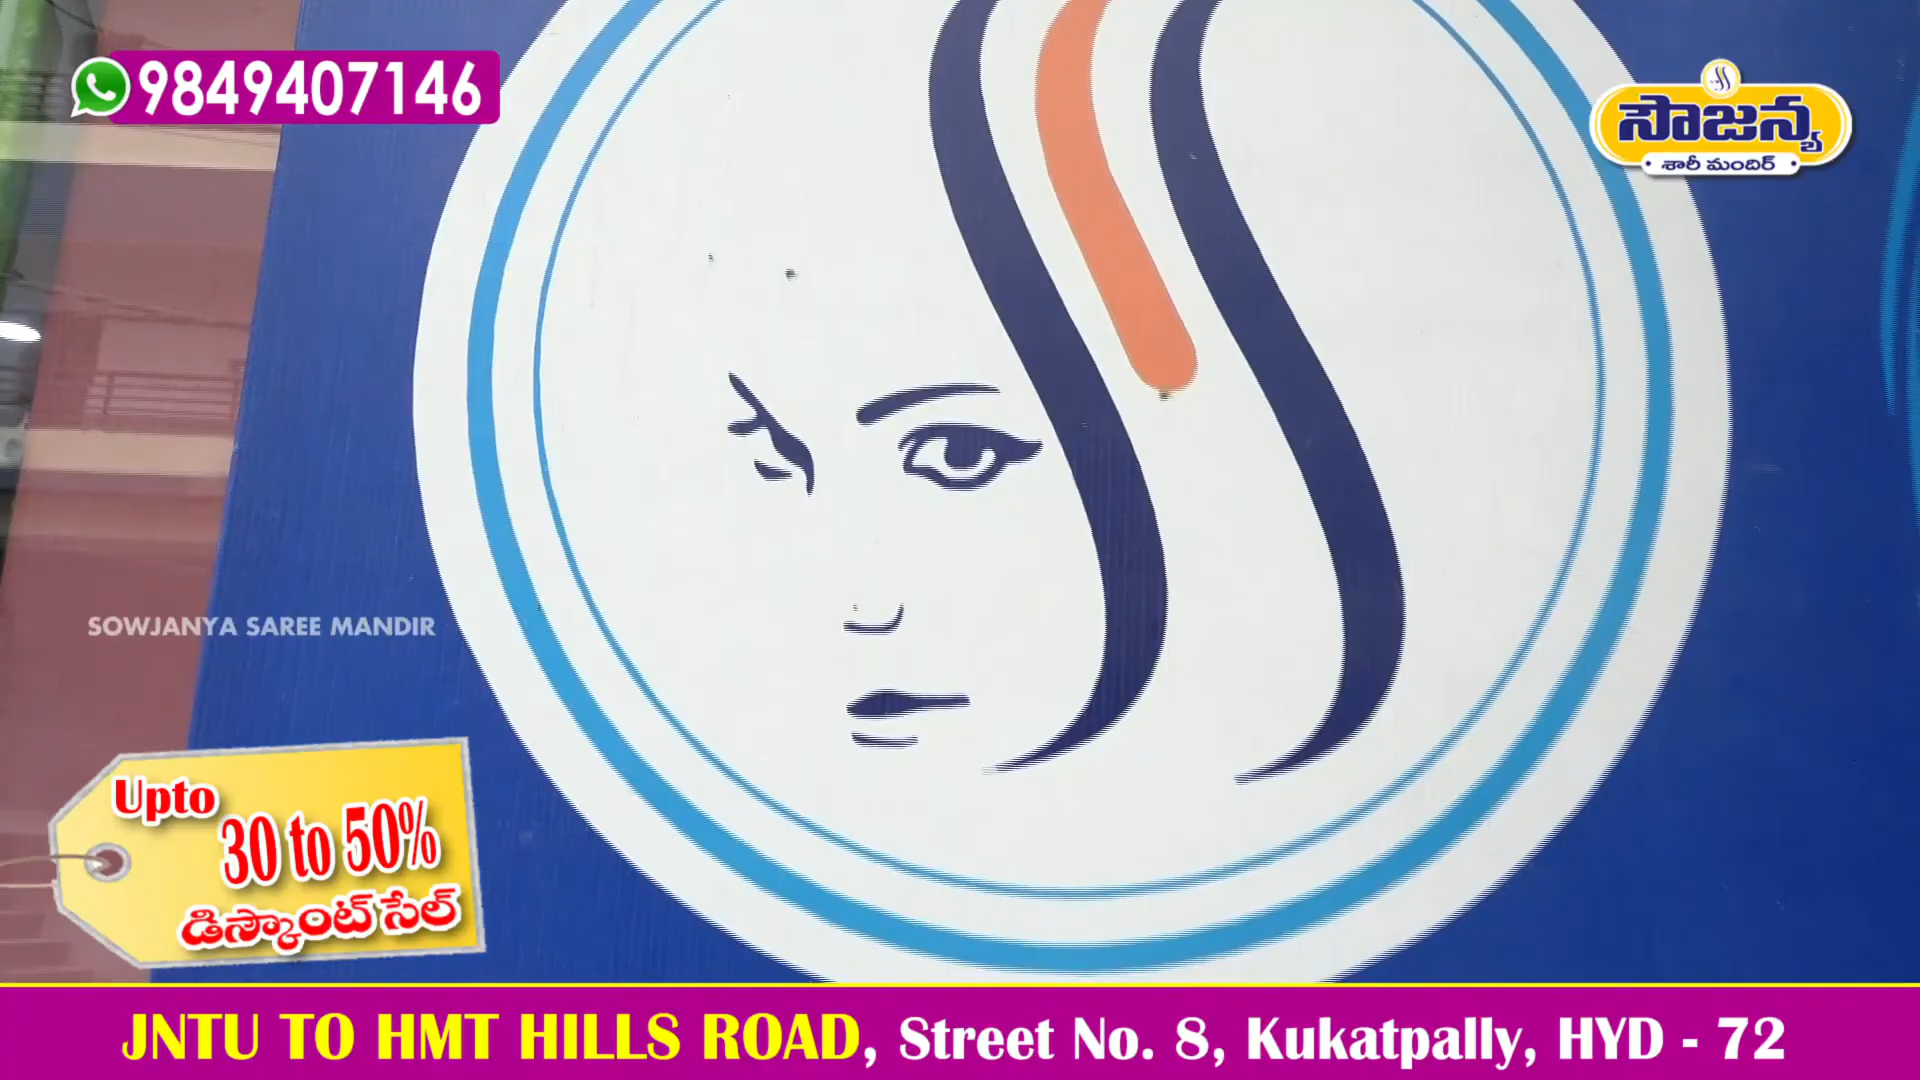 9849407146
సౌజన్య
శారీ మందిర్
SOWJANYA SAREE MANDIR
Upto
30 to 50%
డిస్కౌంట్ సేల్
JNTU TO HMT HILLS ROAD, Street No. 8, Kukatpally, HYD - 72